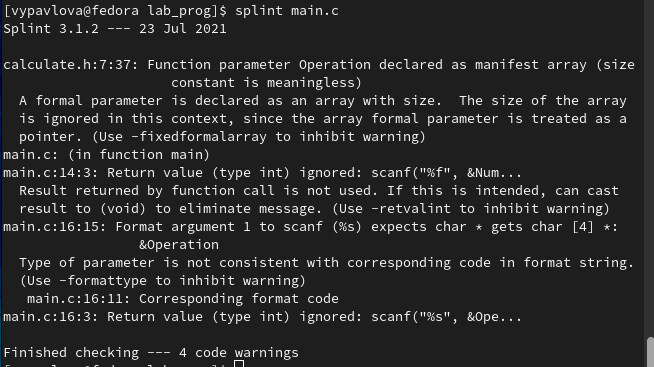 [vypavlova@fedora lab_prog]$ splint main.c
Splint 3.1.2 --- 23 Jul 2021

calculate.h:7:37: Function parameter Operation declared as manifest array (size
                     constant is meaningless)
  A formal parameter is declared as an array with size.  The size of the array
  is ignored in this context, since the array formal parameter is treated as a
  pointer. (Use -fixedformalarray to inhibit warning)
main.c: (in function main)
main.c:14:3: Return value (type int) ignored: scanf("%f", &Num...
  Result returned by function call is not used. If this is intended, can cast
  result to (void) to eliminate message. (Use -retvalint to inhibit warning)
main.c:16:15: Format argument 1 to scanf (%s) expects char * gets char [4] *:
                 &Operation
  Type of parameter is not consistent with corresponding code in format string.
  (Use -formattype to inhibit warning)
   main.c:16:11: Corresponding format code
main.c:16:3: Return value (type int) ignored: scanf("%s", &Ope...

Finished checking --- 4 code warnings